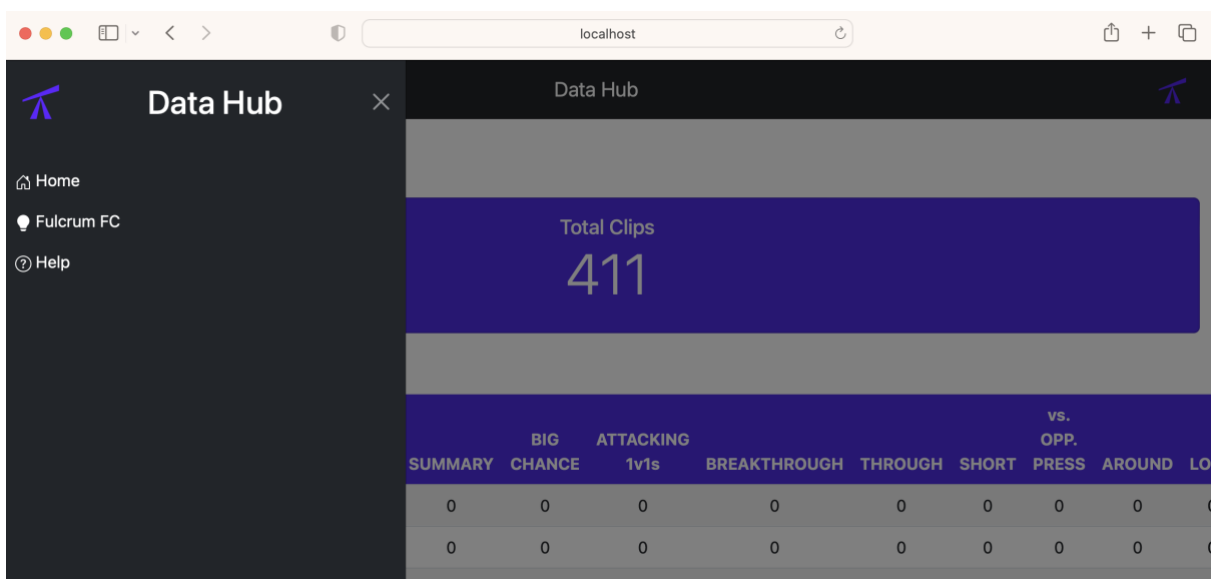 localhost
Data Hub
Data Hub
Home
Fulcrum FC
Help
Total Clips
411
vs.
BIG ATTACKING OPP.
SUMMARY CHANCE 1v1s BREAKTHROUGH THROUGH SHORT PRESS AROUND LO
0 0 0 0 0 0 0 0
0 0 0 0 0 0 0 0